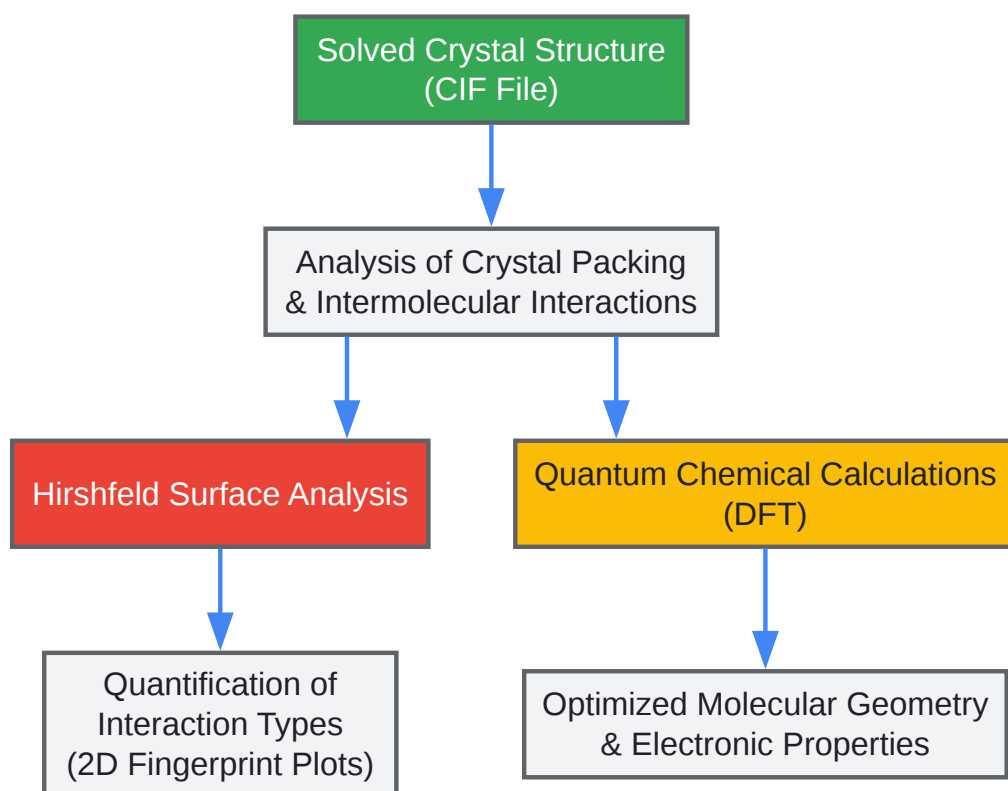 Solved Crystal Structure
(CIF File)
Analysis of Crystal Packing
& Intermolecular Interactions
Hirshfeld Surface Analysis
Quantum Chemical Calculations
(DFT)
Quantification of
Interaction Types
(2D Fingerprint Plots)
Optimized Molecular Geometry
& Electronic Properties